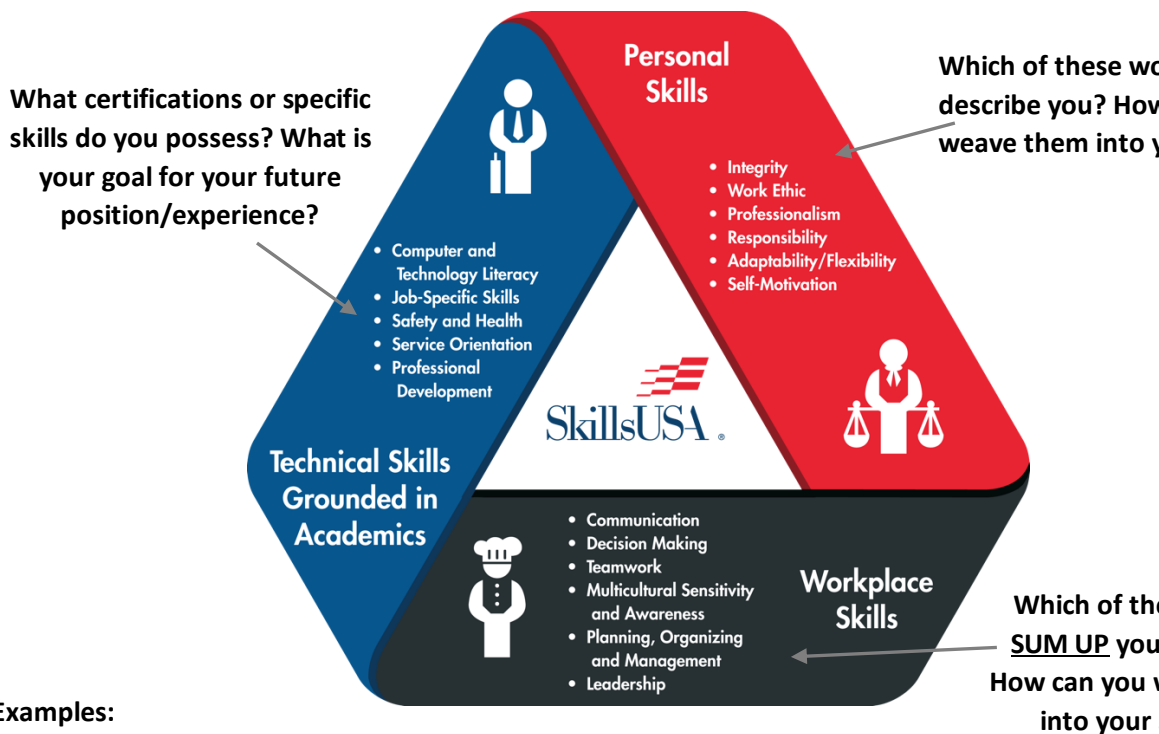 What certifications or specific
skills do you possess? What is
your goal for your future
position/experience?
Personal
Skills
Which of these
describe you?
weave them into
• Integrity
• Work Ethic
• Professionalism
• Responsibility
• Adaptability/Flexibility
• Self-Motivation
• Computer and
Technology Literacy
• Job-Specific Skills
• Safety and Health
• Service Orientation
• Professional
Development
Technical Skills
Grounded in
Academics
SkillsUSA ®
• Communication
• Decision Making
• Teamwork
• Multicultural Sensitivity
and Awareness
• Planning, Organizing
and Management
• Leadership
Workplace
Skills
Which of
SUM UP
How can you
into your
Examples: